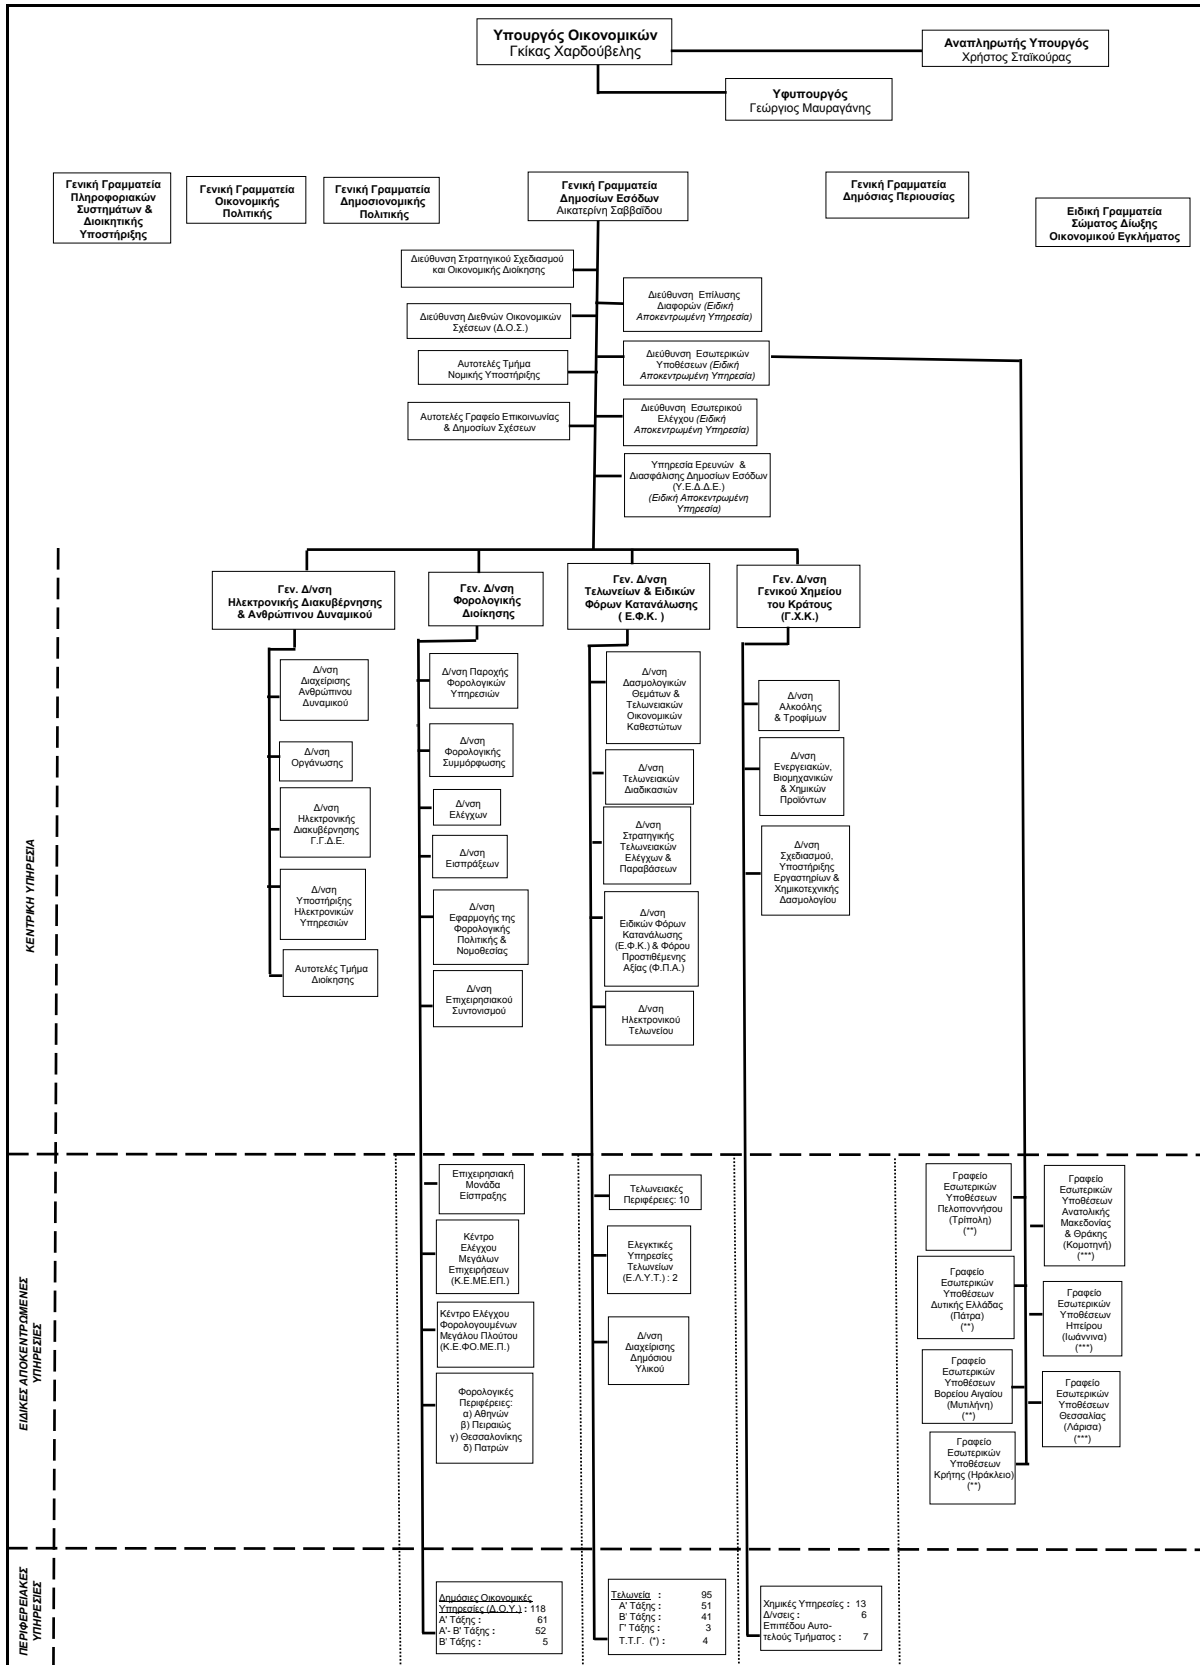 Υπουργός Οικονομικών
Γκίκας Χαρδούβελης
Αναπληρωτής Υπουργός
Χρήστος Σταϊκούρας
Υφυπουργός
Γεώργιος Μαυραγάνης
Γενική Γραμματεία
Πληροφοριακών
Συστημάτων &
Διοικητικής
Υποστήριξης
Γενική Γραμματεία
Οικονομικής
Πολιτικής
Γενική Γραμματεία
Δημοσιονομικής
Πολιτικής
Γενική Γραμματεία
Δημοσίων Εσόδων
Αικατερίνη Σαββαΐδου
Γενική Γραμματεία
Δημόσιας Περιουσίας
Ειδική Γραμματεία
Σώματος Δίωξης
Οικονομικού Εγκλήματος
Διεύθυνση Στρατηγικού Σχεδιασμού
και Οικονομικής Διοίκησης
Διεύθυνση Επίλυσης
Διαφορών (Ειδική
Αποκεντρωμένη Υπηρεσία)
Διεύθυνση Διεθνών Οικονομικών
Σχέσεων (Δ.Ο.Σ.)
Διεύθυνση Εσωτερικών
Υποθέσεων (Ειδική
Αποκεντρωμένη Υπηρεσία)
Αυτοτελές Τμήμα
Νομικής Υποστήριξης
Διεύθυνση Εσωτερικού
Ελέγχου (Ειδική
Αποκεντρωμένη Υπηρεσία)
Αυτοτελές Γραφείο Επικοινωνίας
& Δημοσίων Σχέσεων
Υπηρεσία Ερευνών &
Διασφάλισης Δημοσίων Εσόδων
(Υ.Ε.Δ.Δ.Ε.)
(Ειδική Αποκεντρωμένη
Υπηρεσία)
ΚΕΝΤΡΙΚΗ ΥΠΗΡΕΣΙΑ
Γεν. Δ/νση
Ηλεκτρονικής Διακυβέρνησης
& Ανθρώπινου Δυναμικού
Γεν. Δ/νση
Φορολογικής
Διοίκησης
Γεν. Δ/νση
Τελωνείων & Ειδικών
Φόρων Κατανάλωσης
( Ε.Φ.Κ. )
Γεν. Δ/νση
Γενικού Χημείου
του Κράτους
(Γ.Χ.Κ.)
Δ/νση
Διαχείρισης
Ανθρώπινου
Δυναμικού
Δ/νση
Οργάνωσης
Δ/νση
Ηλεκτρονικής
Διακυβέρνησης
Γ.Γ.Δ.Ε.
Δ/νση
Υποστήριξης
Ηλεκτρονικών
Υπηρεσιών
Αυτοτελές Τμήμα
Διοίκησης
Δ/νση Παροχής
Φορολογικών
Υπηρεσιών
Δ/νση
Φορολογικής
Συμμόρφωσης
Δ/νση
Ελέγχων
Δ/νση
Εισπράξεων
Δ/νση
Εφαρμογής της
Φορολογικής
Πολιτικής &
Νομοθεσίας
Δ/νση
Επιχειρησιακού
Συντονισμού
Δ/νση
Δασμολογικών
Θεμάτων &
Τελωνειακών
Οικονομικών
Καθεστώτων
Δ/νση
Τελωνειακών
Διαδικασιών
Δ/νση
Στρατηγικής
Τελωνειακών
Ελέγχων &
Παραβάσεων
Δ/νση
Ειδικών Φόρων
Κατανάλωσης
(Ε.Φ.Κ.) & Φόρου
Προστιθέμενης
Αξίας (Φ.Π.Α.)
Δ/νση
Ηλεκτρονικού
Τελωνείου
Δ/νση
Αλκοόλης
& Τροφίμων
Δ/νση
Ενεργειακών,
Βιομηχανικών
& Χημικών
Προϊόντων
Δ/νση
Σχεδιασμού,
Υποστήριξης
Εργαστηρίων &
Χημικοτεχνικής
Δασμολογίου
ΕΙΔΙΚΕΣ ΑΠΟΚΕΝΤΡΩΜΕΝΕΣ
ΥΠΗΡΕΣΙΕΣ
Επιχειρησιακή
Μονάδα
Είσπραξης
Κέντρο
Ελέγχου
Μεγάλων
Επιχειρήσεων
(Κ.Ε.ΜΕ.ΕΠ.)
Κέντρο Ελέγχου
Φορολογουμένων
Μεγάλου Πλούτου
(Κ.Ε.ΦΟ.ΜΕ.Π.)
Φορολογικές
Περιφέρειες:
α) Αθηνών
β) Πειραιώς
γ) Θεσσαλονίκης
δ) Πατρών
Τελωνειακές
Περιφέρειες: 10
Ελεγκτικές
Υπηρεσίες
Τελωνείων
(Ε.Λ.Υ.Τ.) : 2
Δ/νση
Διαχείρισης
Δημόσιου
Υλικού
Γραφείο
Εσωτερικών
Υποθέσεων
Πελοποννήσου
(Τρίπολη)
(**)
Γραφείο
Εσωτερικών
Υποθέσεων
Ανατολικής
Μακεδονίας
& Θράκης
(Κομοτηνή)
(***)
Γραφείο
Εσωτερικών
Υποθέσεων
Δυτικής Ελλάδας
(Πάτρα)
(**)
Γραφείο
Εσωτερικών
Υποθέσεων
Ηπείρου
(Ιωάννινα)
(***)
Γραφείο
Εσωτερικών
Υποθέσεων
Βορείου Αιγαίου
(Μυτιλήνη)
(**)
Γραφείο
Εσωτερικών
Υποθέσεων
Θεσσαλίας
(Λάρισα)
(***)
Γραφείο
Εσωτερικών
Υποθέσεων
Κρήτης (Ηράκλειο)
(**)
ΠΕΡΙΦΕΡΕΙΑΚΕΣ
ΥΠΗΡΕΣΙΕΣ
Δημόσιες Οικονομικές
Υπηρεσίες (Δ.Ο.Υ.) : 118
Α' Τάξης : 61
Α'- Β' Τάξης : 52
Β' Τάξης : 5
Τελωνεία : 95
Α' Τάξης : 51
Β' Τάξης : 41
Γ' Τάξης : 3
Τ.Τ.Γ. (*) : 4
Χημικές Υπηρεσίες : 13
Δ/νσεις : 6
Επιπέδου Αυτο-
τελούς Τμήματος : 7